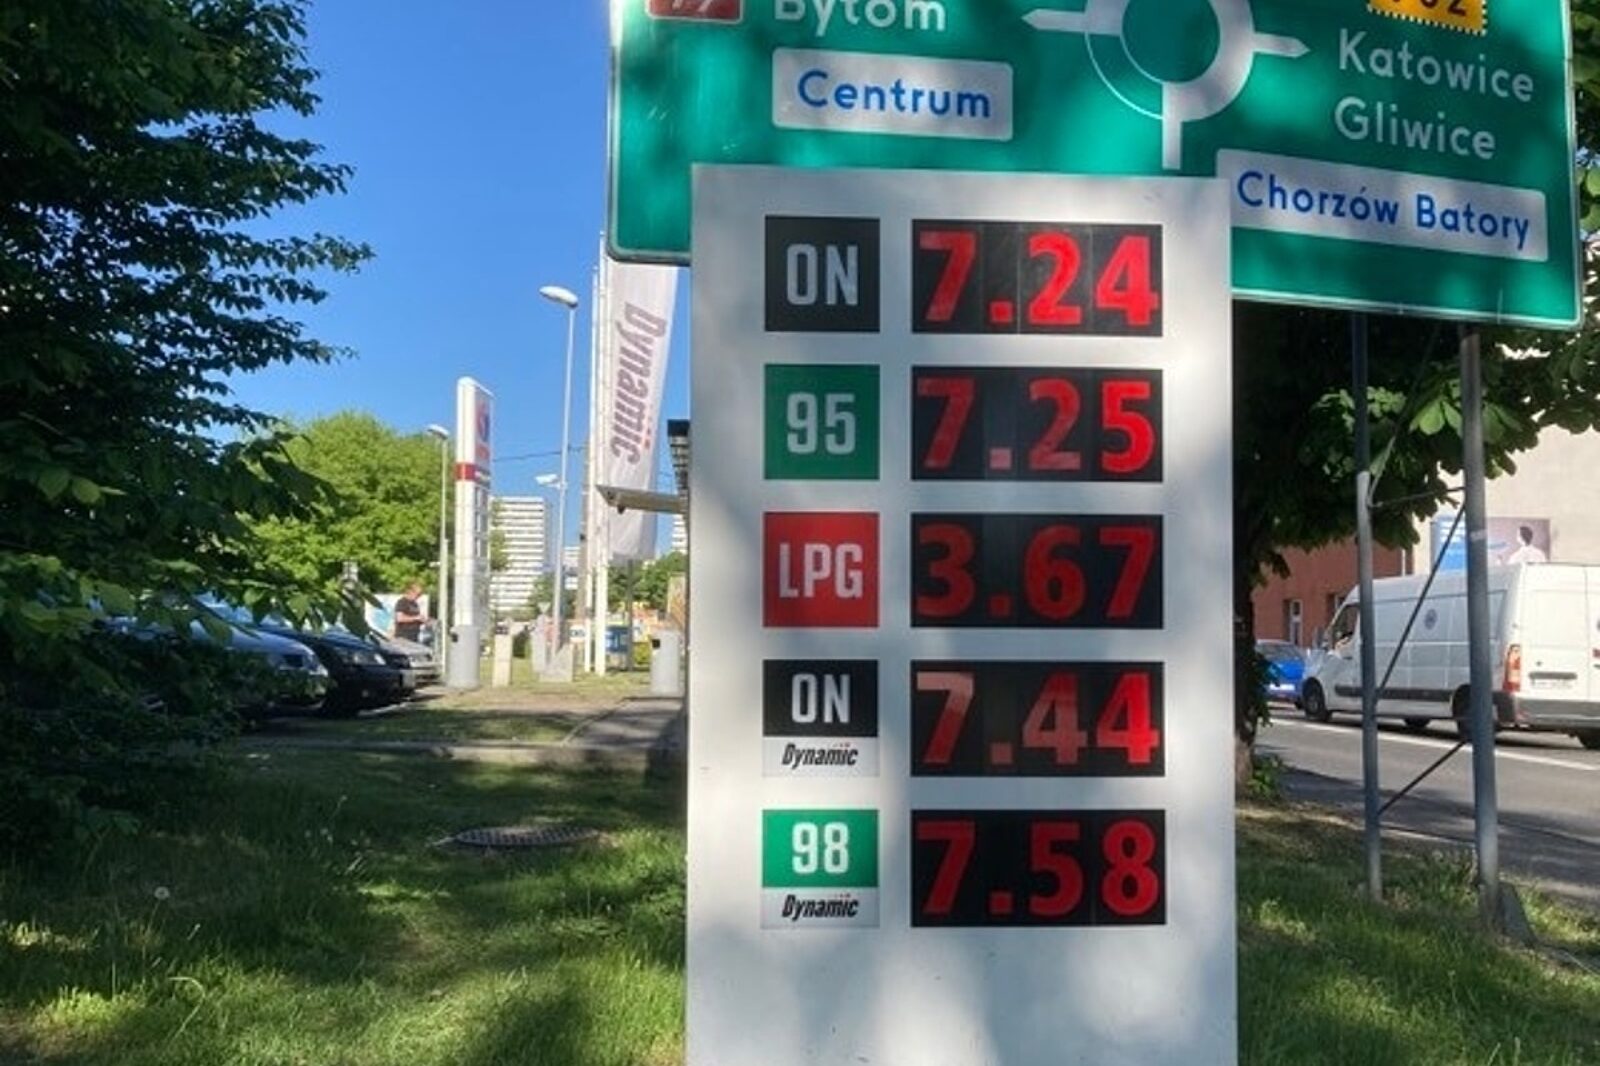 Bytom
Centrum
Katowice
Gliwice
Chorzów Batory
Dynamic
ON 7.24
95 7.25
LPG 3.67
ON 7.44
Dynamic
98 7.58
Dynamic